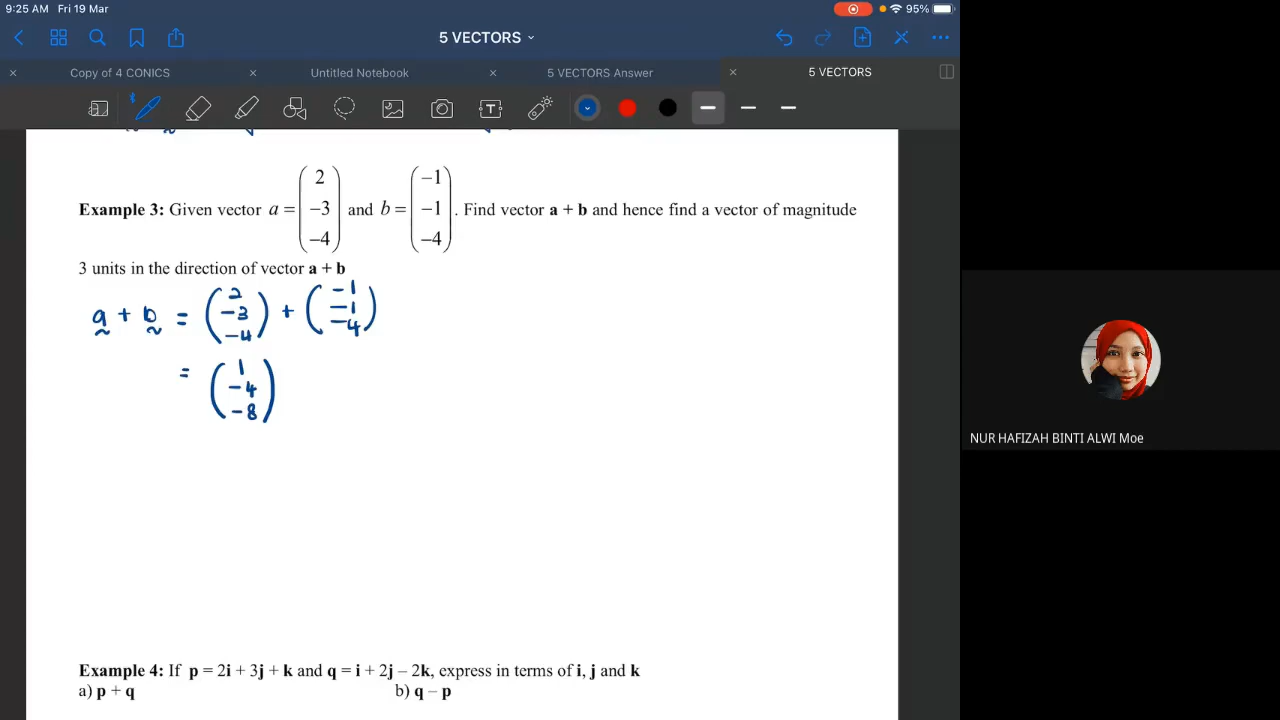 9:25 AM Fri 19 Mar
95%
5 VECTORS
Copy of 4 CONICS
Untitled Notebook
5 VECTORS Answer
5 VECTORS
T
Example 3: Given vector a = (2 −3 −4) and b = (−1 −1 −4). Find vector a + b and hence find a vector of magnitude
3 units in the direction of vector a + b
a + b = (2 −3 −4) + (−1 −1 −4)
= (1 −4 −8)
Example 4: If p = 2i + 3j + k and q = i + 2j – 2k, express in terms of i, j and k
a) p + q
b) q – p
NUR HAFIZAH BINTI ALWI Moe